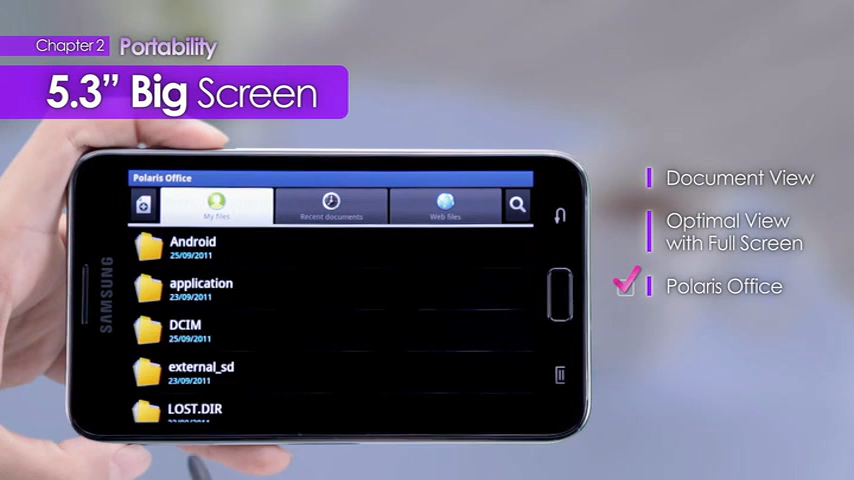 Chapter 2 Portability
5.3” Big Screen
Polaris Office
My files
Recent documents
Web files
Android
25/09/2011
application
23/09/2011
DCIM
25/09/2011
external_sd
23/09/2011
LOST.DIR
SAMSUNG
Document View
Optimal View
with Full Screen
Polaris Office